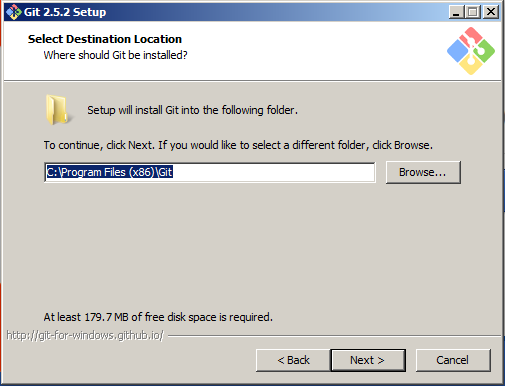 Git 2.5.2 Setup
Select Destination Location
Where should Git be installed?
Setup will install Git into the following folder.
To continue, click Next. If you would like to select a different folder, click Browse.
C:\Program Files (x86)\Git
Browse...
At least 179.7 MB of free disk space is required.
http://git-for-windows.github.io/
< Back
Next >
Cancel